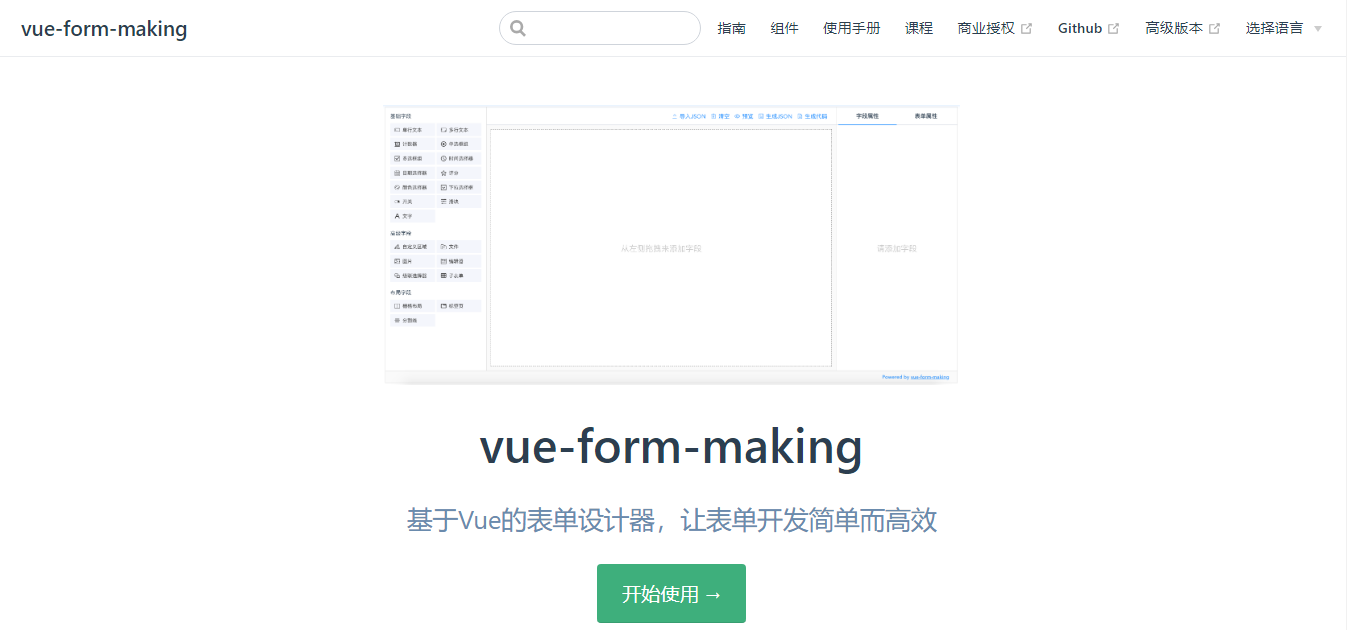 vue-form-making
指南 组件 使用手册 课程 商业授权 Github 高级版本 选择语言
基础字段
导入JSON 清空 预览 生成JSON 生成代码
字段属性 表单属性
单行文本 多行文本
计数器 单选框组
多选框组 时间选择器
日期选择器 评分
颜色选择器 下拉选择框
开关 滑块
文字
高级字段
自定义区域 文件
图片 编辑器
级联选择器 子表单
布局字段
栅格布局 标签页
分割线
从左侧拖拽来添加字段
请添加字段
Powered by vue-form-making
vue-form-making
基于Vue的表单设计器，让表单开发简单而高效
开始使用 →